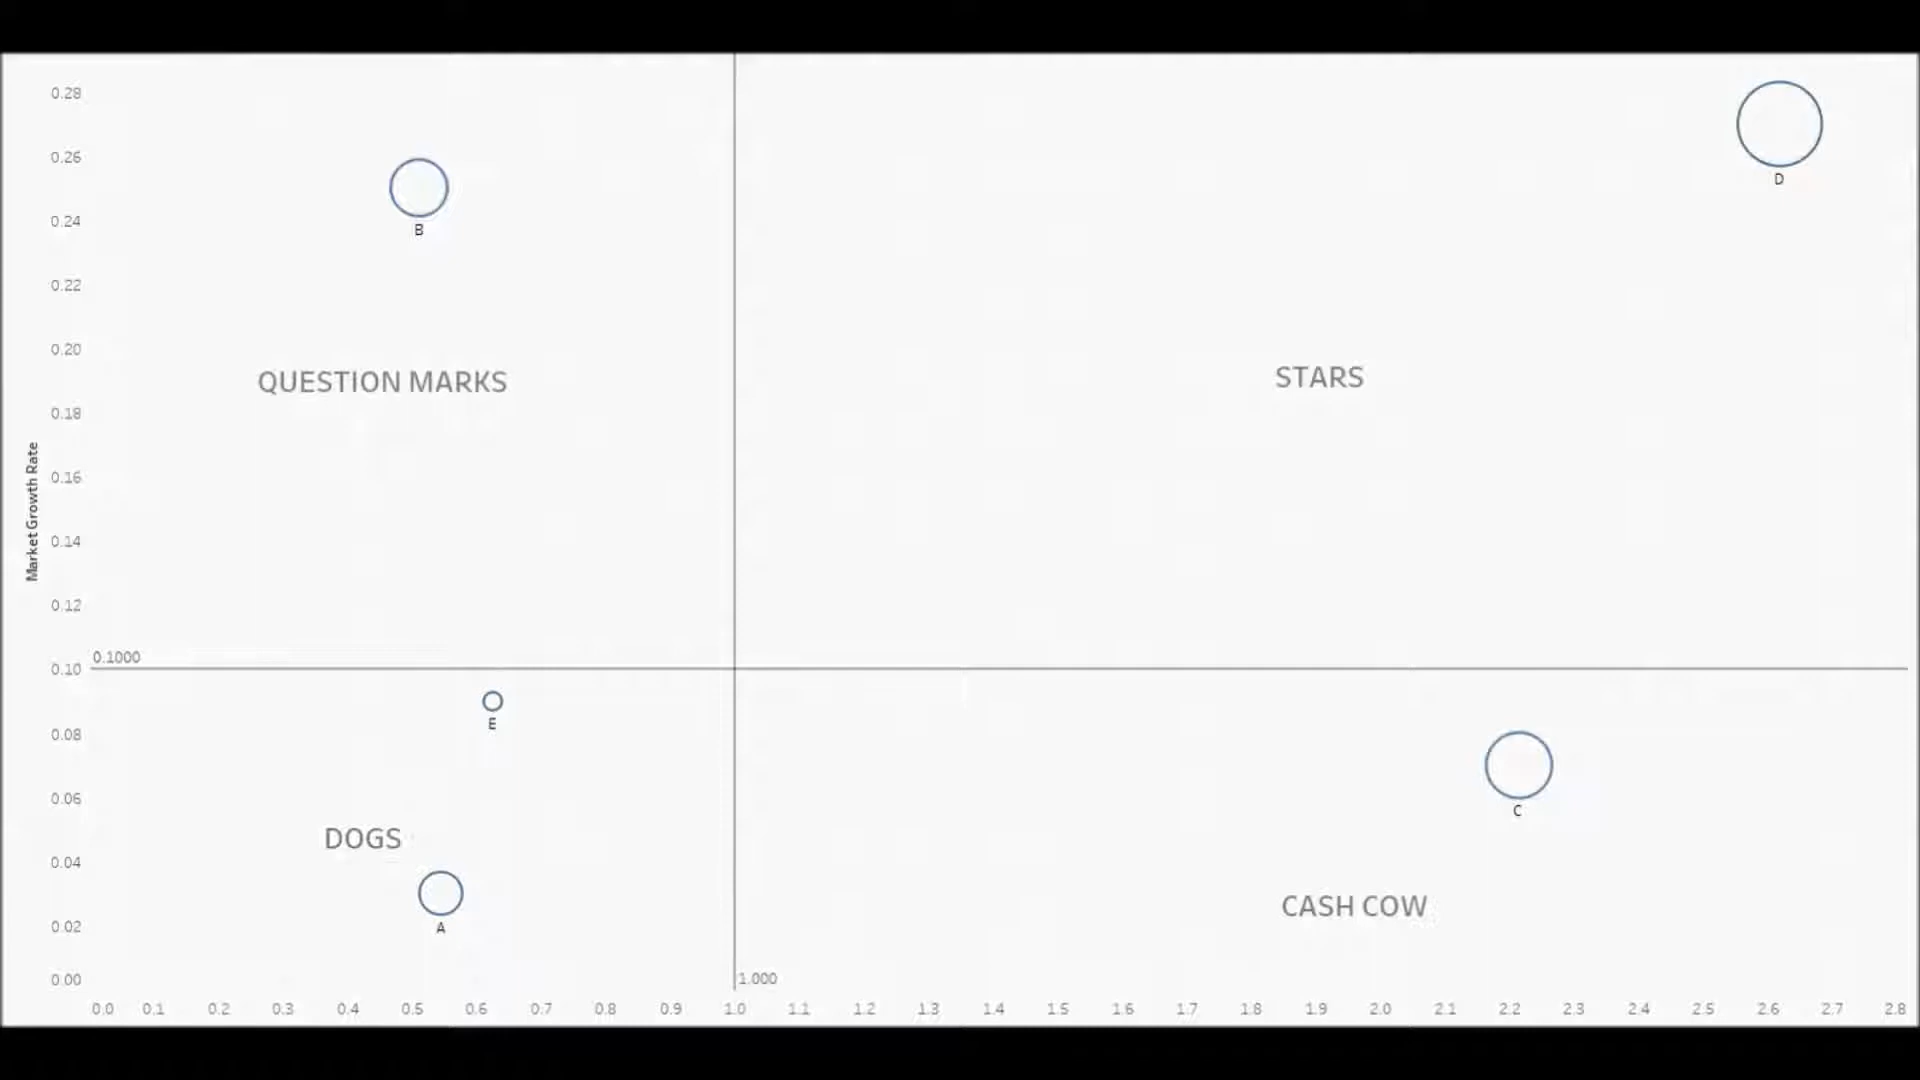 0.28
D
0.26
B
0.24
0.22
0.20
QUESTION MARKS
STARS
0.18
Market Growth Rate
0.16
0.14
0.12
0.1000
0.10
E
0.08
0.06
C
DOGS
0.04
CASH COW
0.02
A
0.00
1.000
0.0 0.1 0.2 0.3 0.4 0.5 0.6 0.7 0.8 0.9 1.0 1.1 1.2 1.3 1.4 1.5 1.6 1.7 1.8 1.9 2.0 2.1 2.2 2.3 2.4 2.5 2.6 2.7 2.8